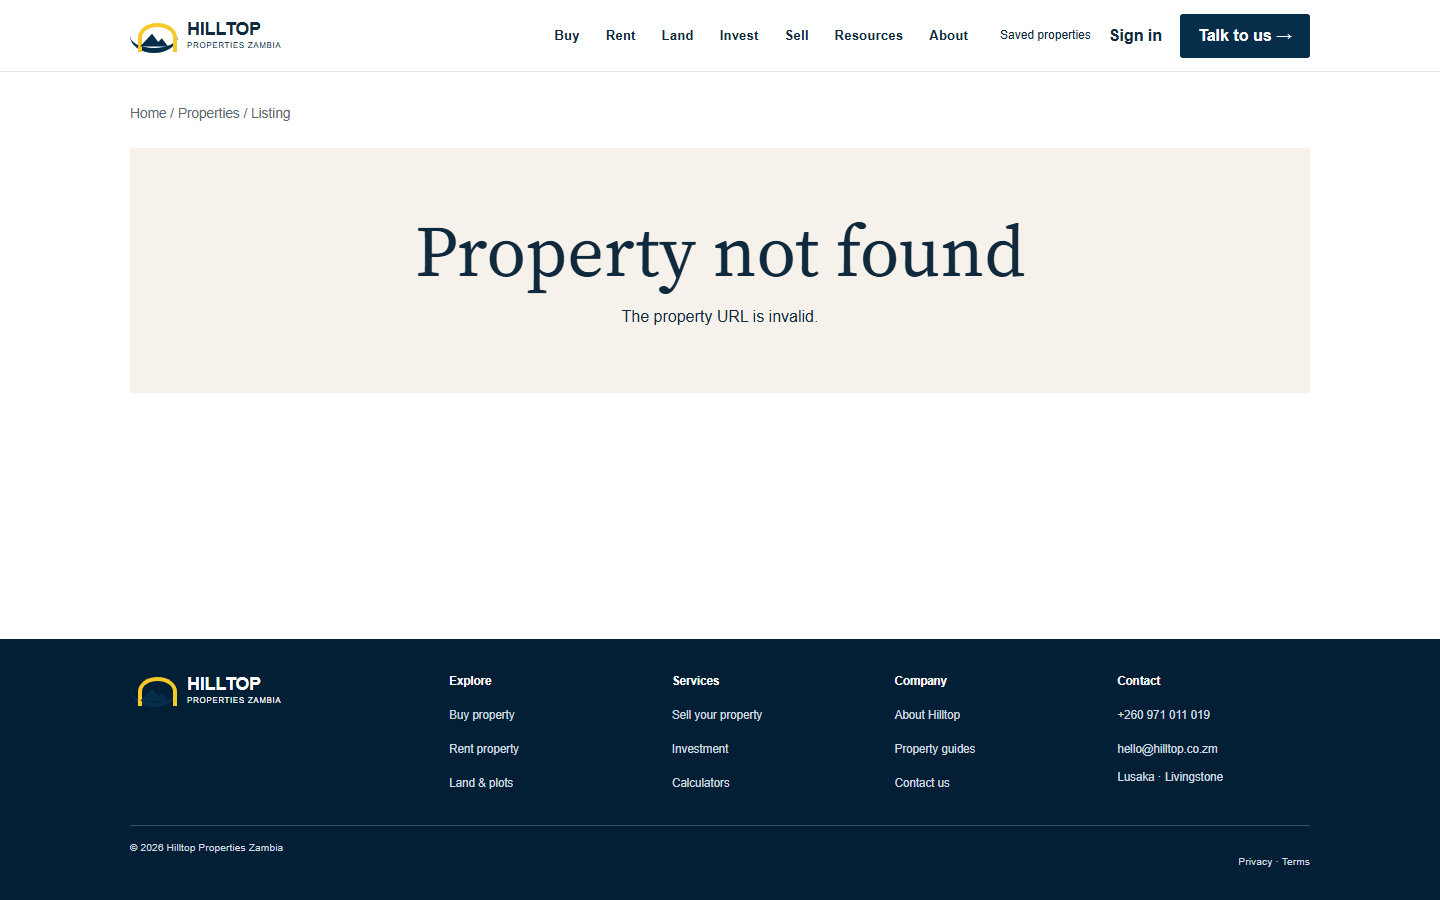 HILLTOP
PROPERTIES ZAMBIA
Buy Rent Land Invest Sell Resources About Saved properties Sign in Talk to us →
Home / Properties / Listing
Property not found
The property URL is invalid.
HILLTOP
PROPERTIES ZAMBIA
Explore
Buy property
Rent property
Land & plots
Services
Sell your property
Investment
Calculators
Company
About Hilltop
Property guides
Contact us
Contact
+260 971 011 019
hello@hilltop.co.zm
Lusaka · Livingstone
© 2026 Hilltop Properties Zambia
Privacy · Terms